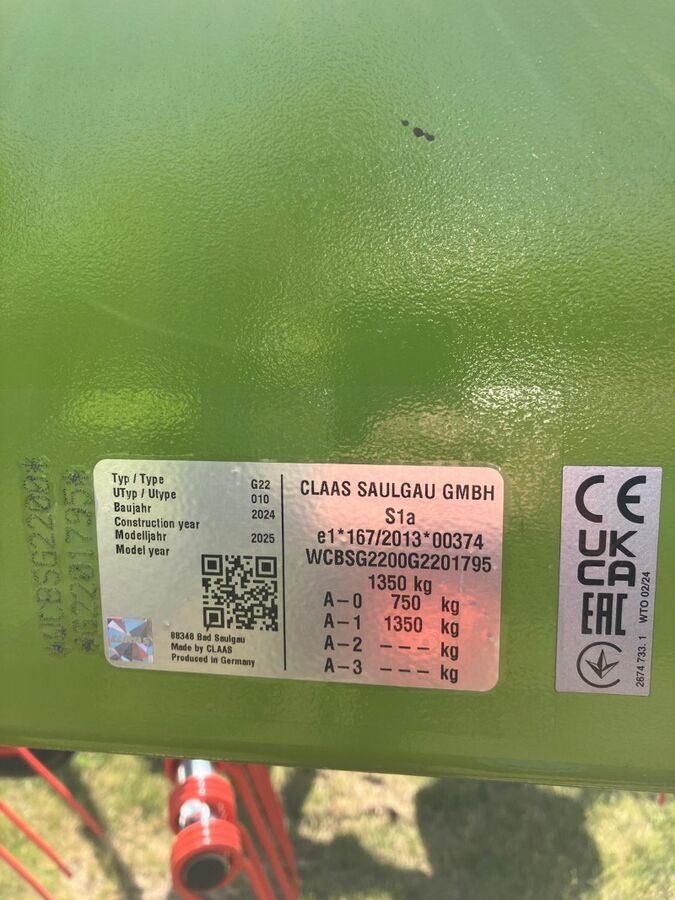 *WCBSG2200*
*G2201795*
Typ / Type G22
UTyp / Utype 010
Baujahr
Construction year 2024
Modelljahr
Model year 2025
88348 Bad Saulgau
Made by CLAAS
Produced in Germany
CLAAS SAULGAU GMBH
S1a
e1*167/2013*00374
WCBSG2200G2201795
1350 kg
A-0 750 kg
A-1 1350 kg
A-2 --- kg
A-3 --- kg
CE
UK
CA
EAC
2674 733. 1 WTO 02/24